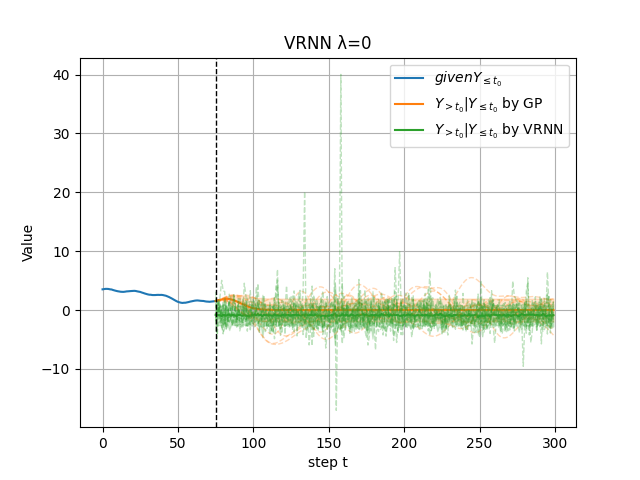 VRNN λ=0
40
30
20
10
0
−10
Value
0
50
100
150
200
250
300
step t
givenY≤t₀
Y>t₀|Y≤t₀ by GP
Y>t₀|Y≤t₀ by VRNN